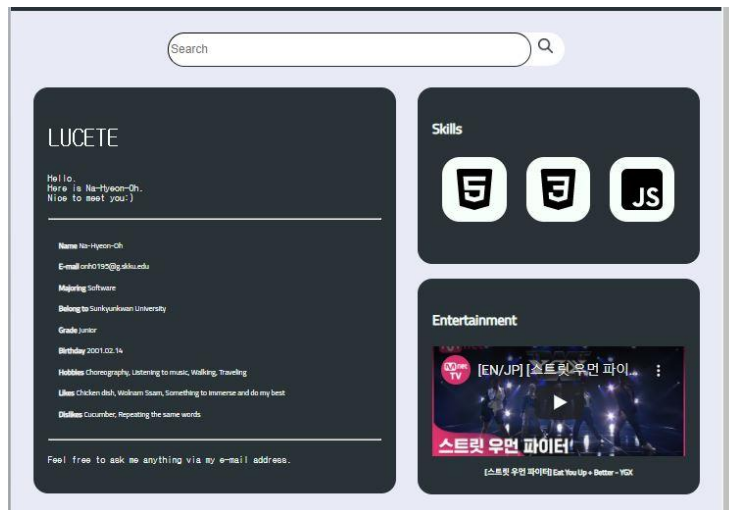 Search
LUCETE
Hello.
Here is Na-Hyeon-Oh.
Nice to meet you:)
Name Na-Hyeon-Oh
E-mail onh0195@g.skku.edu
Majoring Software
Belong to Sunkyunkwan University
Grade Junior
Birthday 2001.02.14
Hobbies Choreography, Listening to music, Walking, Traveling
Likes Chicken dish, Wolnam Ssam, Something to immerse and do my best
Dislikes Cucumber, Repeating the same words
Feel free to ask me anything via my e-mail address.
Skills
5
3
JS
Entertainment
Mnet TV
[EN/JP] [스트릿 우먼 파이...
스트릿 우먼 파이터!
[스트릿 우먼 파이터] Eat You Up + Better - YGX